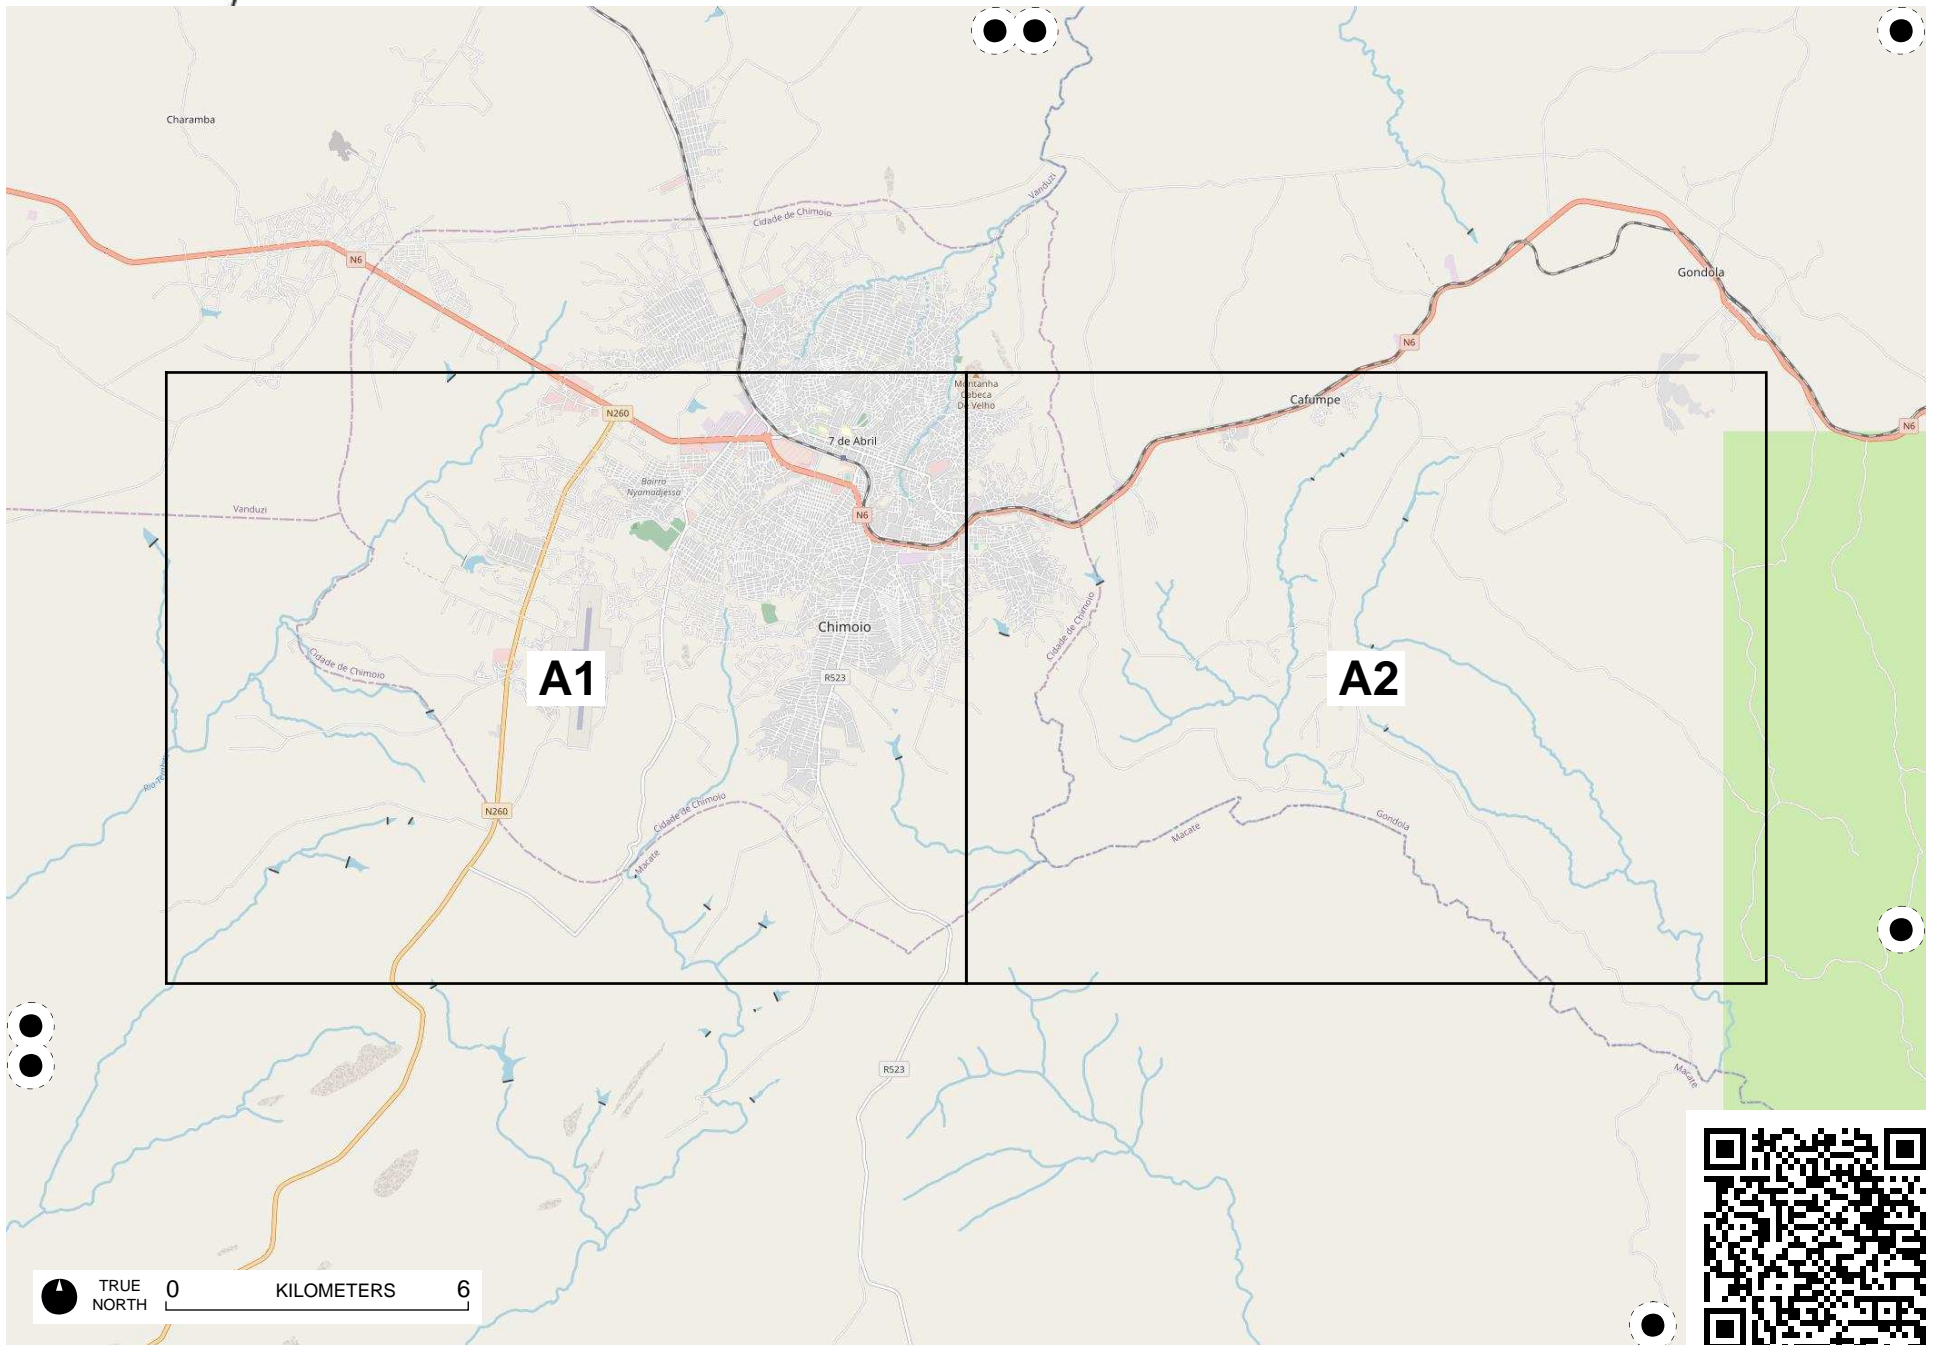 Charamba
Vanduzi
Cidade de Chimoio
N6
Gondola
N6
Cafumpe
Montanha
Cabeca
De Velho
N260
N6
7 de Abril
Bairro
Nyamadjessa
Vanduzi
N6
Cidade de Chimoio
Chimoio
Cidade de Chimoio
A1
R523
A2
N260
Cidade de Chimoio
Macate
Macate
Gondola
R523
Macate
TRUE
NORTH
0 KILOMETERS 6